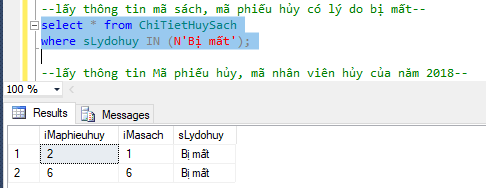 --lấy thông tin mã sách, mã phiếu hủy có lý do bị mất--
select * from ChiTietHuySach
where sLydohuy IN (N'Bị mất');
--lấy thông tin Mã phiếu hủy, mã nhân viên hủy của năm 2018--
100 %
Results Messages
iMaphieuhuy iMasach sLydohuy
1 2 1 Bị mất
2 6 6 Bị mất